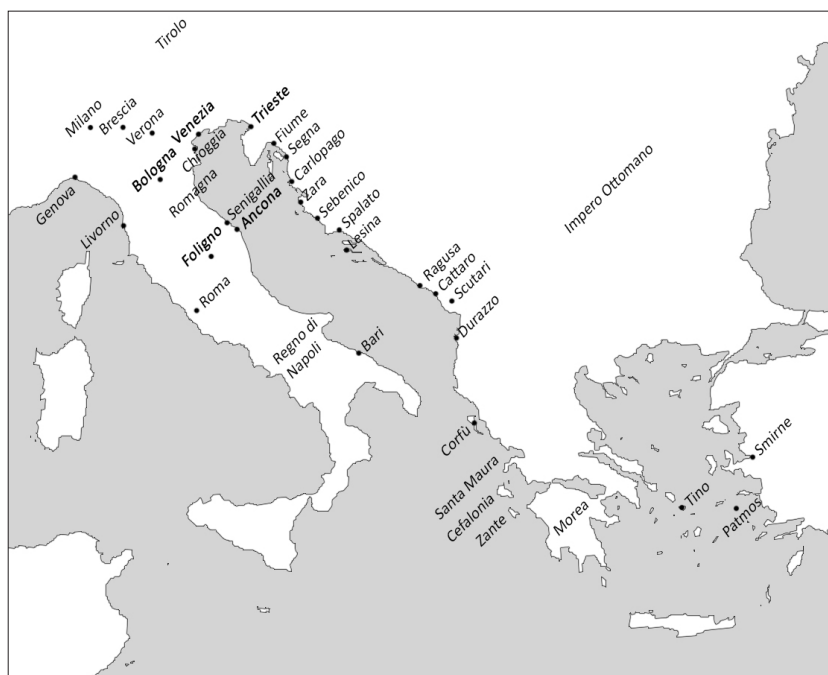 Tirolo
Milano
Brescia
Verona
Venezia
Chioggia
Trieste
Fiume
Segna
Carlopago
Zara
Sebenico
Spalato
Lesina
Bologna
Romagna
Senigallia
Ancona
Genova
Livorno
Foligno
Roma
Regno di
Napoli
Bari
Ragusa
Cattaro
Scutari
Durazzo
Impero Ottomano
Corfù
Santa Maura
Cefalonia
Zante
Morea
Tino
Patmos
Smirne